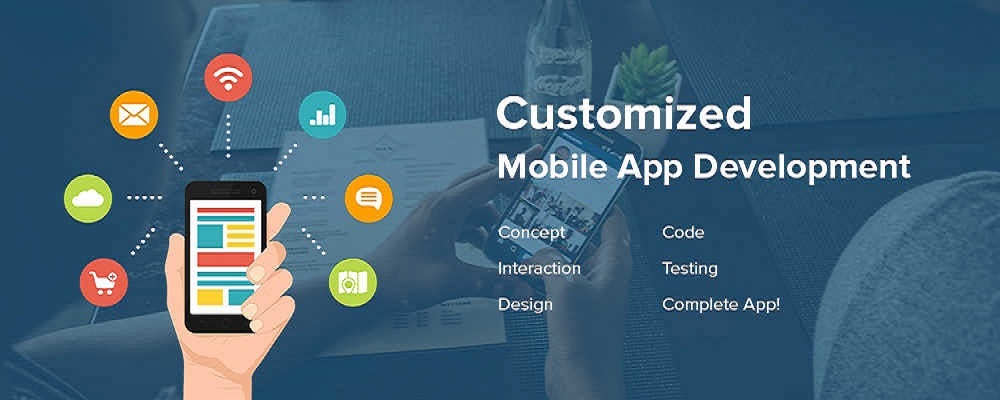 Customized
Mobile App Development
Concept
Interaction
Design
Code
Testing
Complete App!